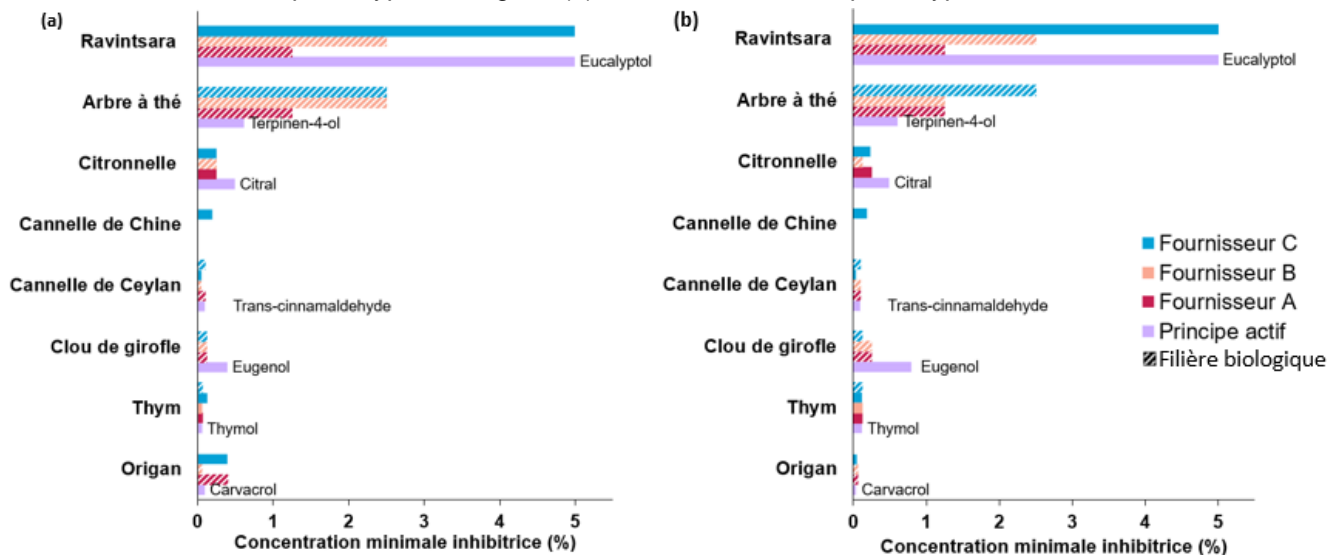 (a)
Ravintsara
Eucalyptol
Arbre à thé
Terpinen-4-ol
Citronnelle
Citral
Cannelle de Chine
Cannelle de Ceylan
Trans-cinnamaldehyde
Clou de girofle
Eugenol
Thym
Thymol
Origan
Carvacrol
0 1 2 3 4 5
Concentration minimale inhibitrice (%)
(b)
Ravintsara
Eucalyptol
Arbre à thé
Terpinen-4-ol
Citronnelle
Citral
Cannelle de Chine
Cannelle de Ceylan
Trans-cinnamaldehyde
Clou de girofle
Eugenol
Thym
Thymol
Origan
Carvacrol
0 1 2 3 4 5
Concentration minimale inhibitrice (%)
Fournisseur C
Fournisseur B
Fournisseur A
Principe actif
Filière biologique